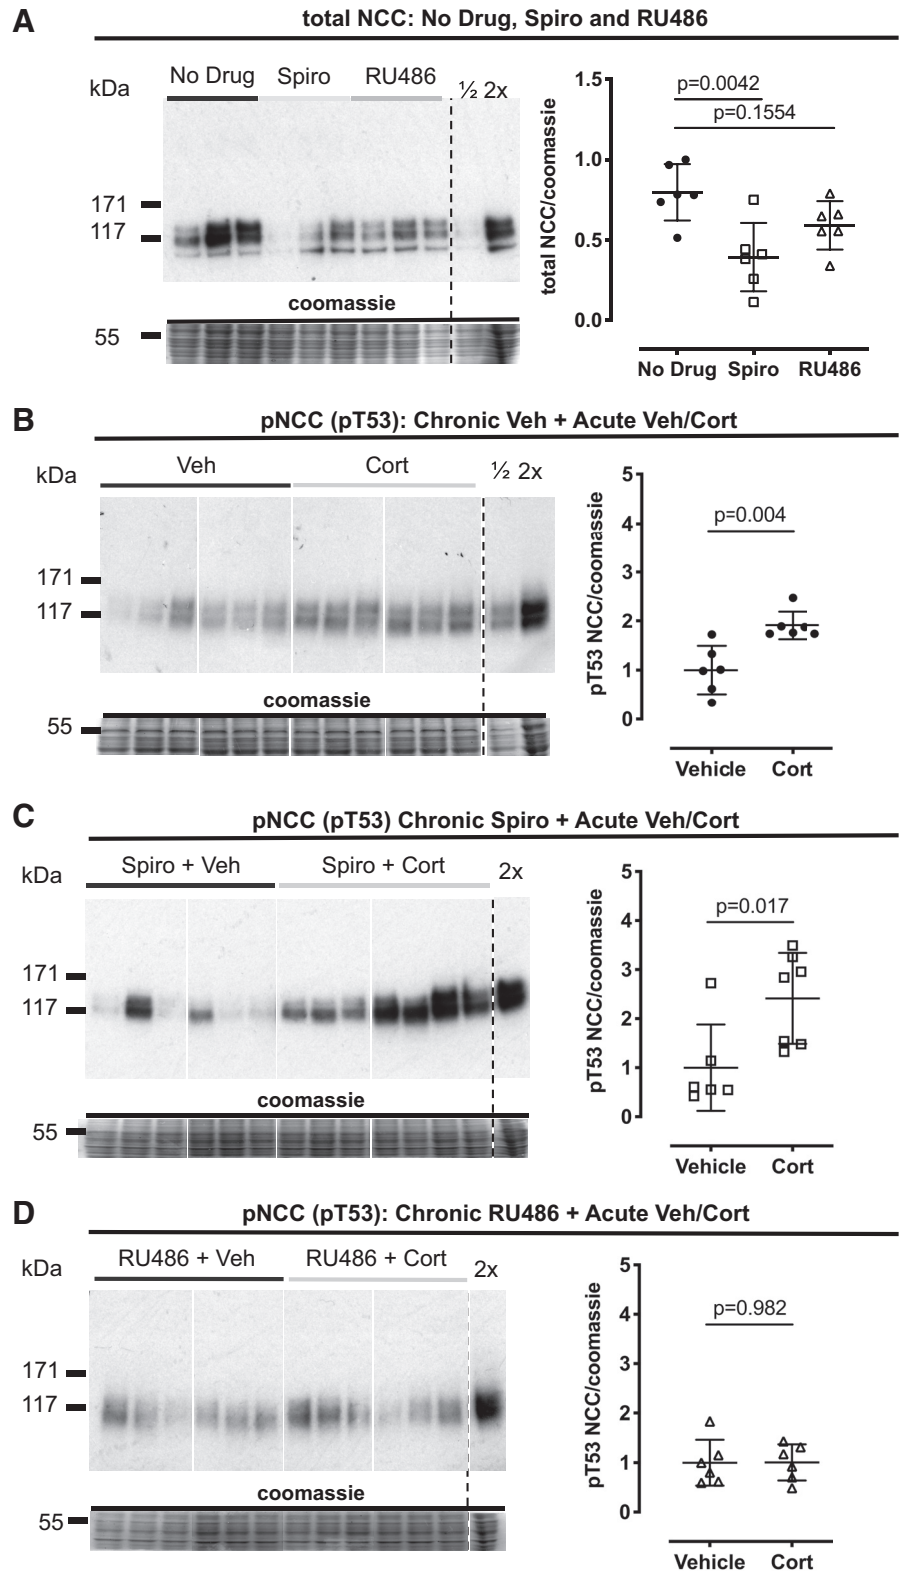 A
total NCC: No Drug, Spiro and RU486
kDa
No Drug Spiro RU486 ½ 2x
171
117
coomassie
55
total NCC/coomassie
1.5
1.0
0.5
0.0
p=0.0042
p=0.1554
No Drug Spiro RU486
B
pNCC (pT53): Chronic Veh + Acute Veh/Cort
kDa
Veh Cort ½ 2x
171
117
coomassie
55
pT53 NCC/coomassie
5
4
3
2
1
0
p=0.004
Vehicle Cort
C
pNCC (pT53) Chronic Spiro + Acute Veh/Cort
kDa
Spiro + Veh Spiro + Cort 2x
171
117
coomassie
55
pT53 NCC/coomassie
5
4
3
2
1
0
p=0.017
Vehicle Cort
D
pNCC (pT53): Chronic RU486 + Acute Veh/Cort
kDa
RU486 + Veh RU486 + Cort 2x
171
117
coomassie
55
pT53 NCC/coomassie
5
4
3
2
1
0
p=0.982
Vehicle Cort